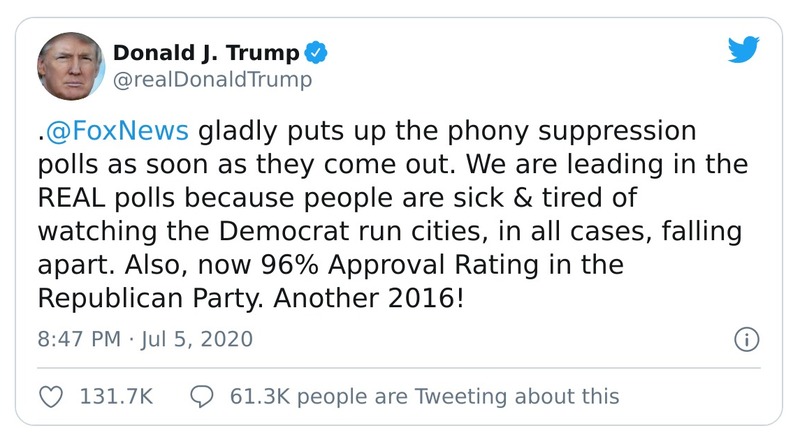 Donald J. Trump
@realDonaldTrump
.@FoxNews gladly puts up the phony suppression
polls as soon as they come out. We are leading in the
REAL polls because people are sick & tired of
watching the Democrat run cities, in all cases, falling
apart. Also, now 96% Approval Rating in the
Republican Party. Another 2016!
8:47 PM · Jul 5, 2020
131.7K 61.3K people are Tweeting about this